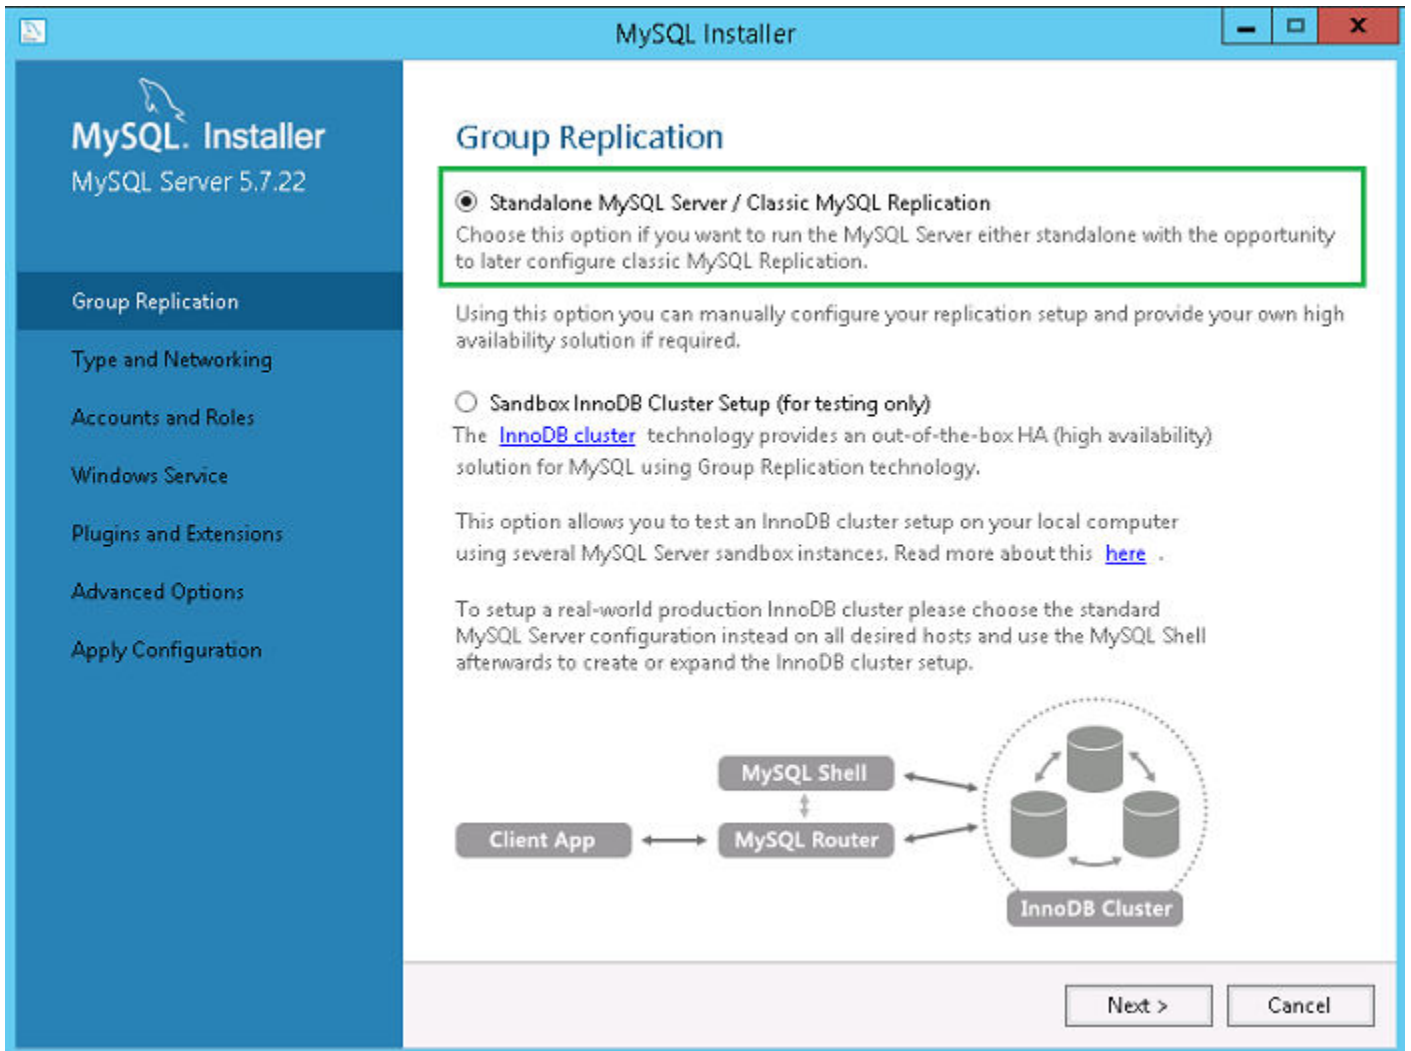 MySQL Installer
MySQL. Installer
MySQL Server 5.7.22
Group Replication
Type and Networking
Accounts and Roles
Windows Service
Plugins and Extensions
Advanced Options
Apply Configuration
Group Replication
Standalone MySQL Server / Classic MySQL Replication
Choose this option if you want to run the MySQL Server either standalone with the opportunity
to later configure classic MySQL Replication.
Using this option you can manually configure your replication setup and provide your own high
availability solution if required.
Sandbox InnoDB Cluster Setup (for testing only)
The InnoDB cluster technology provides an out-of-the-box HA (high availability)
solution for MySQL using Group Replication technology.
This option allows you to test an InnoDB cluster setup on your local computer
using several MySQL Server sandbox instances. Read more about this here .
To setup a real-world production InnoDB cluster please choose the standard
MySQL Server configuration instead on all desired hosts and use the MySQL Shell
afterwards to create or expand the InnoDB cluster setup.
MySQL Shell
Client App
MySQL Router
InnoDB Cluster
Next >
Cancel